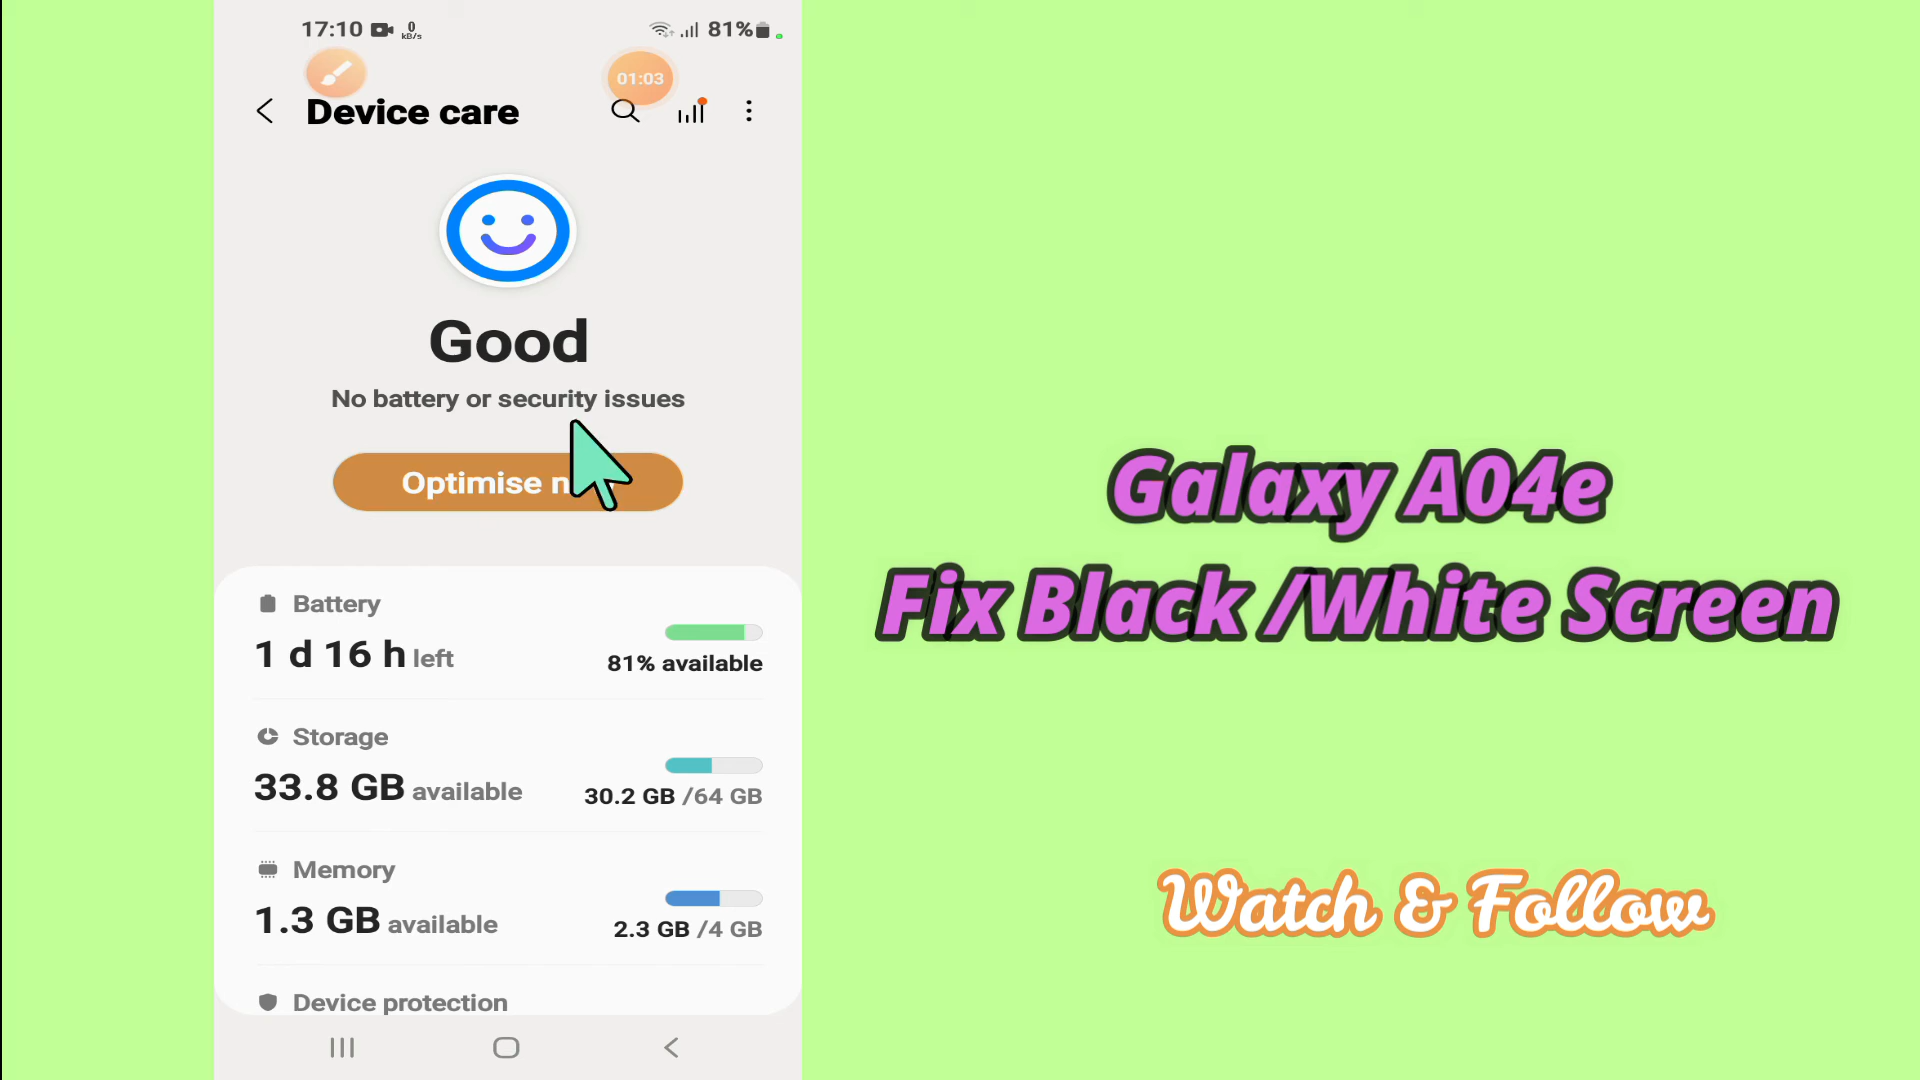 17:10 0 kB/s 81%
01:03
Device care
Good
No battery or security issues
Optimise n
Battery
1 d 16 h left
81% available
Storage
33.8 GB available
30.2 GB /64 GB
Memory
1.3 GB available
2.3 GB /4 GB
Device protection
Galaxy A04e
Fix Black /White Screen
Watch & Follow